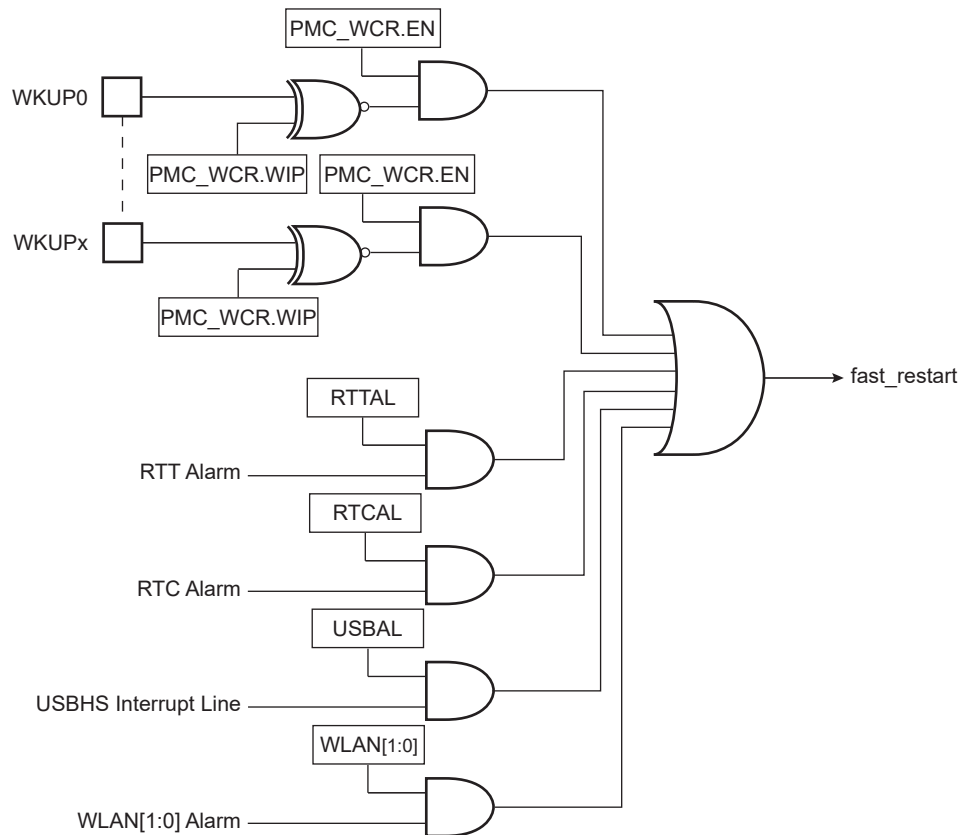 PMC_WCR.EN
WKUP0
PMC_WCR.WIP
PMC_WCR.EN
WKUPx
PMC_WCR.WIP
fast_restart
RTTAL
RTT Alarm
RTCAL
RTC Alarm
USBAL
USBHS Interrupt Line
WLAN[1:0]
WLAN[1:0] Alarm